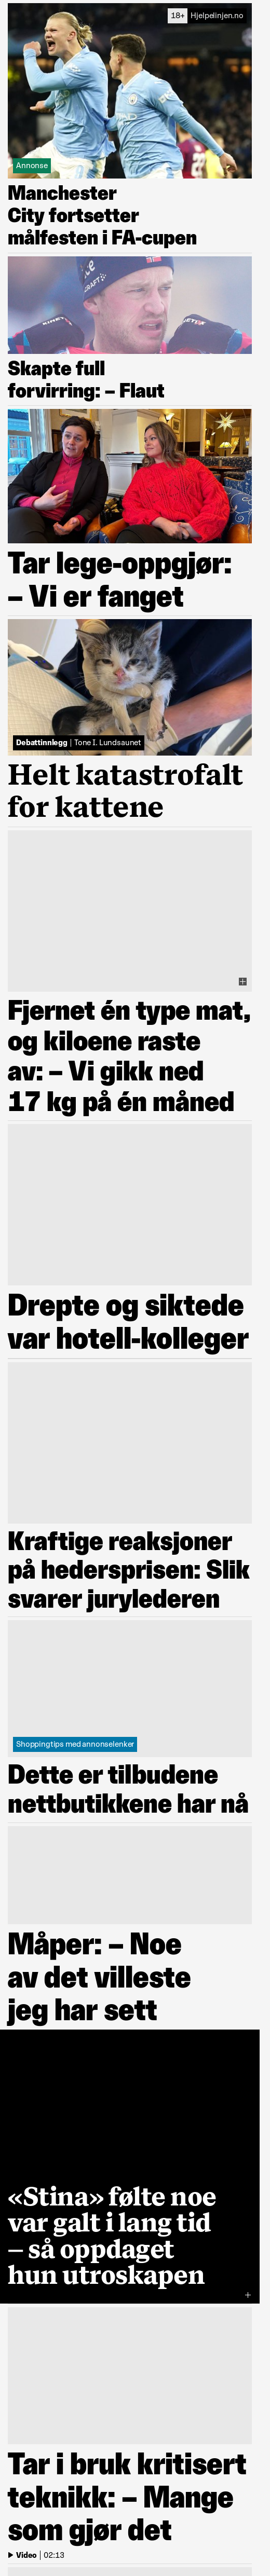 18+ Hjelpelinjen.no
Annonse
Manchester
City fortsetter
målfesten i FA-cupen
Skapte full
forvirring: – Flaut
Tar lege-oppgjør:
– Vi er fanget
Debattinnlegg | Tone I. Lundsaunet
Helt katastrofalt
for kattene
Fjernet én type mat,
og kiloene raste
av: – Vi gikk ned
17 kg på én måned
Drepte og siktede
var hotell-kolleger
Kraftige reaksjoner
på hedersprisen: Slik
svarer jurylederen
Shoppingtips med annonselenker
Dette er tilbudene
nettbutikkene har nå
Måper: – Noe
av det villeste
jeg har sett
«Stina» følte noe
var galt i lang tid
– så oppdaget
hun utroskapen
Tar i bruk kritisert
teknikk: – Mange
som gjør det
Video | 02:13